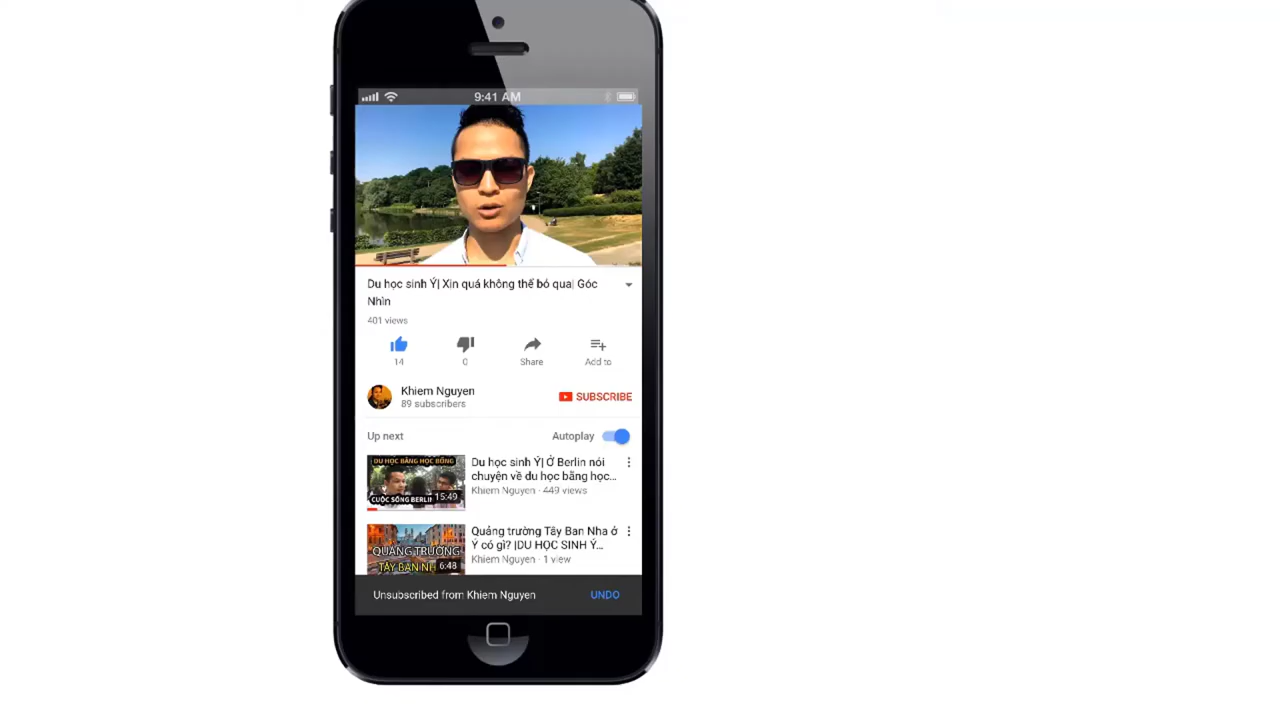 9:41 AM
Du học sinh Ý| Xin quá không thể bỏ qua| Góc
Nhìn
401 views
14
0
Share
Add to
Khiem Nguyen
89 subscribers
SUBSCRIBE
Up next
Autoplay
DU HỌC BẰNG HỌC BỔNG
CUỘC SỐNG BERLIN
15:49
Du học sinh Ý| Ở Berlin nói
chuyện về du học bằng học...
Khiem Nguyen · 449 views
QUẢNG TRƯỜNG
TÂY BAN NH
6:48
Quảng trường Tây Ban Nha ở
Ý có gì? |DU HỌC SINH Ý...
Khiem Nguyen · 1 view
Unsubscribed from Khiem Nguyen
UNDO